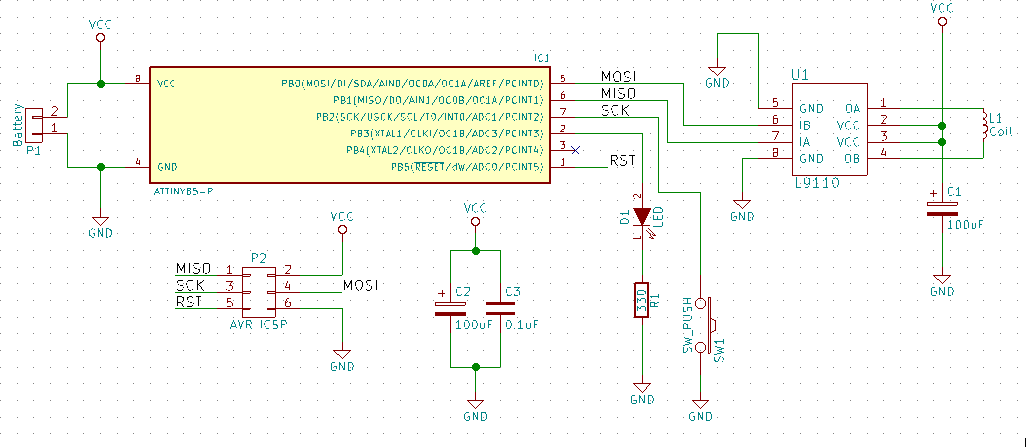 VCC
VCC
IC1
8 VCC
PB0(MOSI/DI/SDA/AIN0/OC0A/OC1A/AREF/PCINT0) 5 MOSI
PB1(MISO/DO/AIN1/OC0B/OC1A/PCINT1) 6 MISO
PB2(SCK/USCK/SCL/T0/INT0/ADC1/PCINT2) 7 SCK
PB3(XTAL1/CLKI/OC1B/ADC3/PCINT3) 2
PB4(XTAL2/CLKO/OC1B/ADC2/PCINT4) 3
4 GND
PB5(RESET/dW/ADC0/PCINT5) 1 RST
ATTINY85-P
Battery
2
1
P1
GND
GND
U1
5 GND OA 1
6 IB VCC 2
7 IA VCC 3
8 GND OB 4
L9110
L1
Coil
GND
+ C1
100uF
GND
2
D1
LED
1
330
R1
GND
SW_PUSH
SW1
GND
VCC
P2
MISO 1 2
SCK 3 4 MOSI
RST 5 6
AVR ICSP
GND
VCC
+ C2
100uF
C3
0.1uF
GND